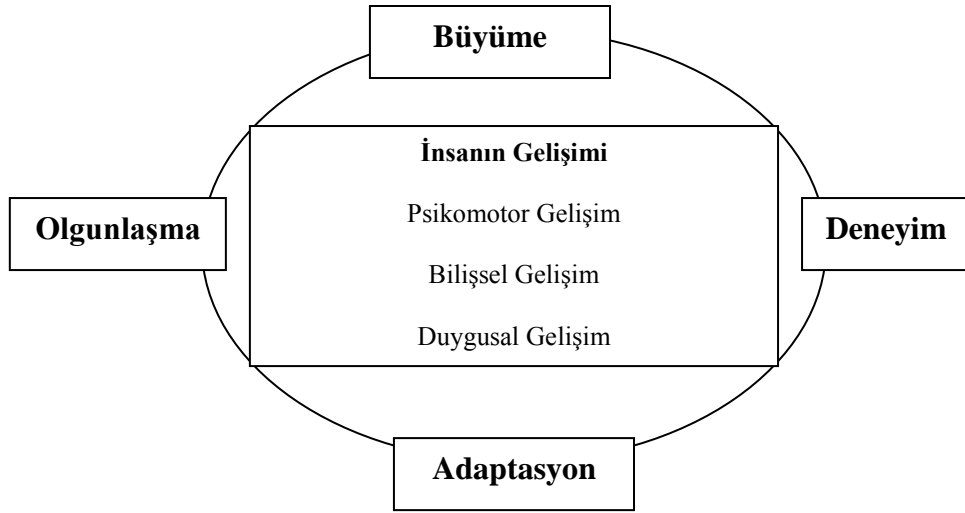 Büyüme
İnsanın Gelişimi
Psikomotor Gelişim
Olgunlaşma
Deneyim
Bilişsel Gelişim
Duygusal Gelişim
Adaptasyon